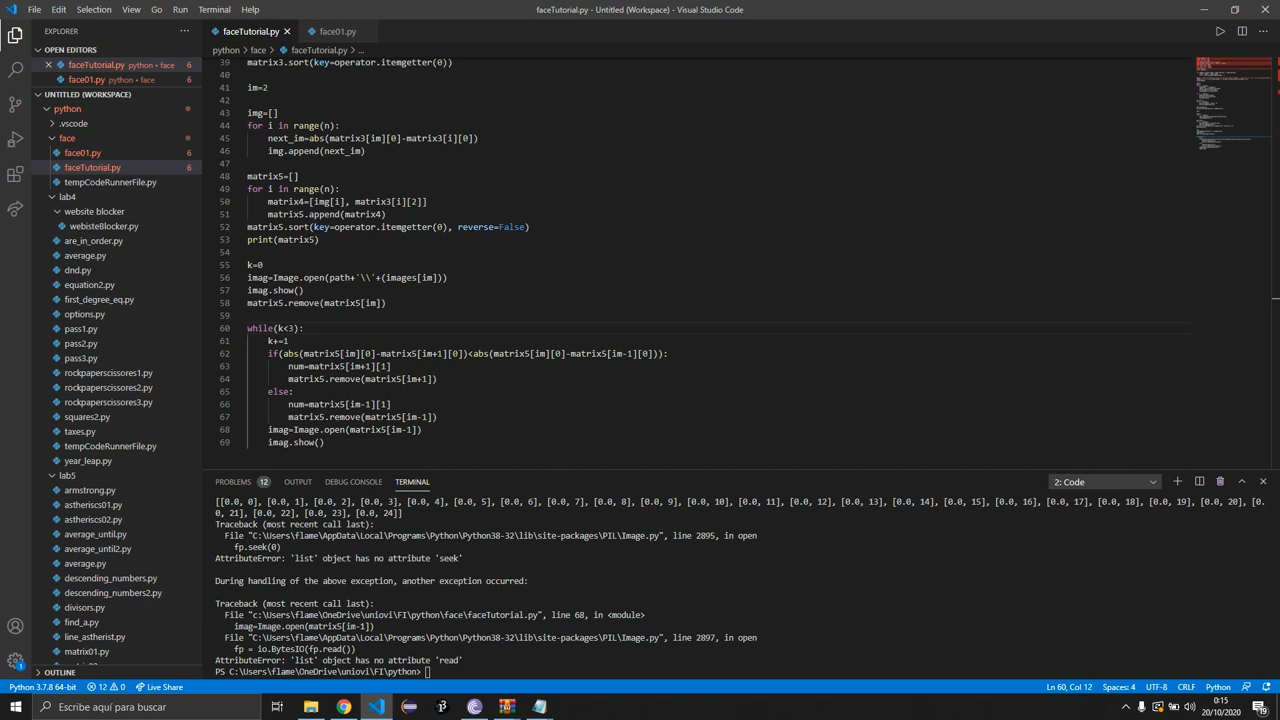 File Edit Selection View Go Run Terminal Help
faceTutorial.py - Untitled (Workspace) - Visual Studio Code
EXPLORER
OPEN EDITORS
faceTutorial.py python • face 6
face01.py python • face 6
UNTITLED (WORKSPACE)
python
.vscode
face
face01.py 6
faceTutorial.py 6
tempCodeRunnerFile.py
lab4
website blocker
webisteBlocker.py
are_in_order.py
average.py
dnd.py
equation2.py
first_degree_eq.py
options.py
pass1.py
pass2.py
pass3.py
rockpaperscissores1.py
rockpaperscissores2.py
rockpaperscissores3.py
squares2.py
taxes.py
tempCodeRunnerFile.py
year_leap.py
lab5
armstrong.py
astheriscs01.py
astheriscs02.py
average_until.py
average_until2.py
average.py
descending_numbers.py
descending_numbers2.py
divisors.py
find_a.py
line_astherist.py
matrix01.py
OUTLINE
faceTutorial.py face01.py
python > face > faceTutorial.py > ...
39 matrix3.sort(key=operator.itemgetter(0))
40
41 im=2
42
43 img=[]
44 for i in range(n):
45 next_im=abs(matrix3[im][0]-matrix3[i][0])
46 img.append(next_im)
47
48 matrix5=[]
49 for i in range(n):
50 matrix4=[img[i], matrix3[i][2]]
51 matrix5.append(matrix4)
52 matrix5.sort(key=operator.itemgetter(0), reverse=False)
53 print(matrix5)
54
55 k=0
56 imag=Image.open(path+'\\'+(images[im]))
57 imag.show()
58 matrix5.remove(matrix5[im])
59
60 while(k<3):
61 k+=1
62 if(abs(matrix5[im][0]-matrix5[im+1][0])<abs(matrix5[im][0]-matrix5[im-1][0])):
63 num=matrix5[im+1][1]
64 matrix5.remove(matrix5[im+1])
65 else:
66 num=matrix5[im-1][1]
67 matrix5.remove(matrix5[im-1])
68 imag=Image.open(matrix5[im-1])
69 imag.show()
PROBLEMS 12 OUTPUT DEBUG CONSOLE TERMINAL
2: Code
[[0.0, 0], [0.0, 1], [0.0, 2], [0.0, 3], [0.0, 4], [0.0, 5], [0.0, 6], [0.0, 7], [0.0, 8], [0.0, 9], [0.0, 10], [0.0, 11], [0.0, 12], [0.0, 13], [0.0, 14], [0.0, 15], [0.0, 16], [0.0, 17], [0.0, 18], [0.0, 19], [0.0, 20], [0.
0, 21], [0.0, 22], [0.0, 23], [0.0, 24]]
Traceback (most recent call last):
File "C:\Users\flame\AppData\Local\Programs\Python\Python38-32\lib\site-packages\PIL\Image.py", line 2895, in open
fp.seek(0)
AttributeError: 'list' object has no attribute 'seek'
During handling of the above exception, another exception occurred:
Traceback (most recent call last):
File "c:\Users\flame\OneDrive\uniovi\FI\python\face\faceTutorial.py", line 68, in <module>
imag=Image.open(matrix5[im-1])
File "C:\Users\flame\AppData\Local\Programs\Python\Python38-32\lib\site-packages\PIL\Image.py", line 2897, in open
fp = io.BytesIO(fp.read())
AttributeError: 'list' object has no attribute 'read'
PS C:\Users\flame\OneDrive\uniovi\FI\python>
Python 3.7.8 64-bit 12 0 Live Share
Ln 60, Col 12 Spaces: 4 UTF-8 CRLF Python
Escribe aquí para buscar
0:15
20/10/2020
19